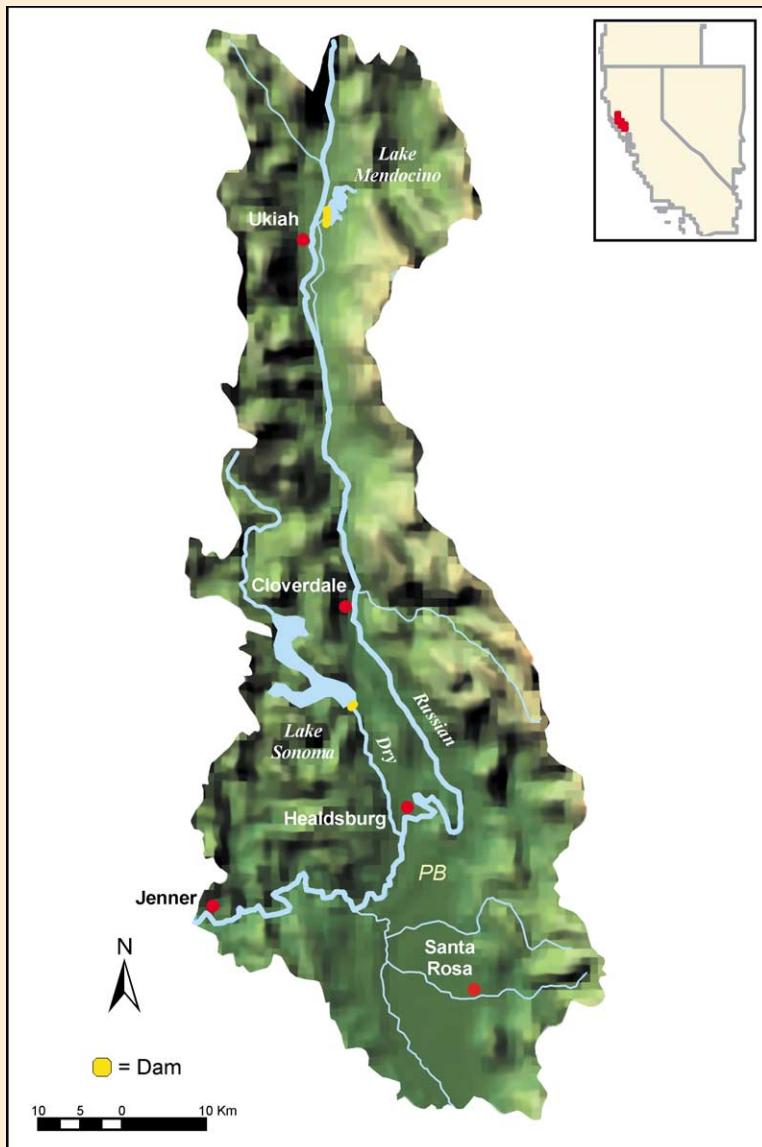 Lake
Mendocino
Ukiah
Cloverdale
Russian
Lake
Sonoma
Dry
Healdsburg
PB
Jenner
Santa
Rosa
N
= Dam
10 5 0 10 Km